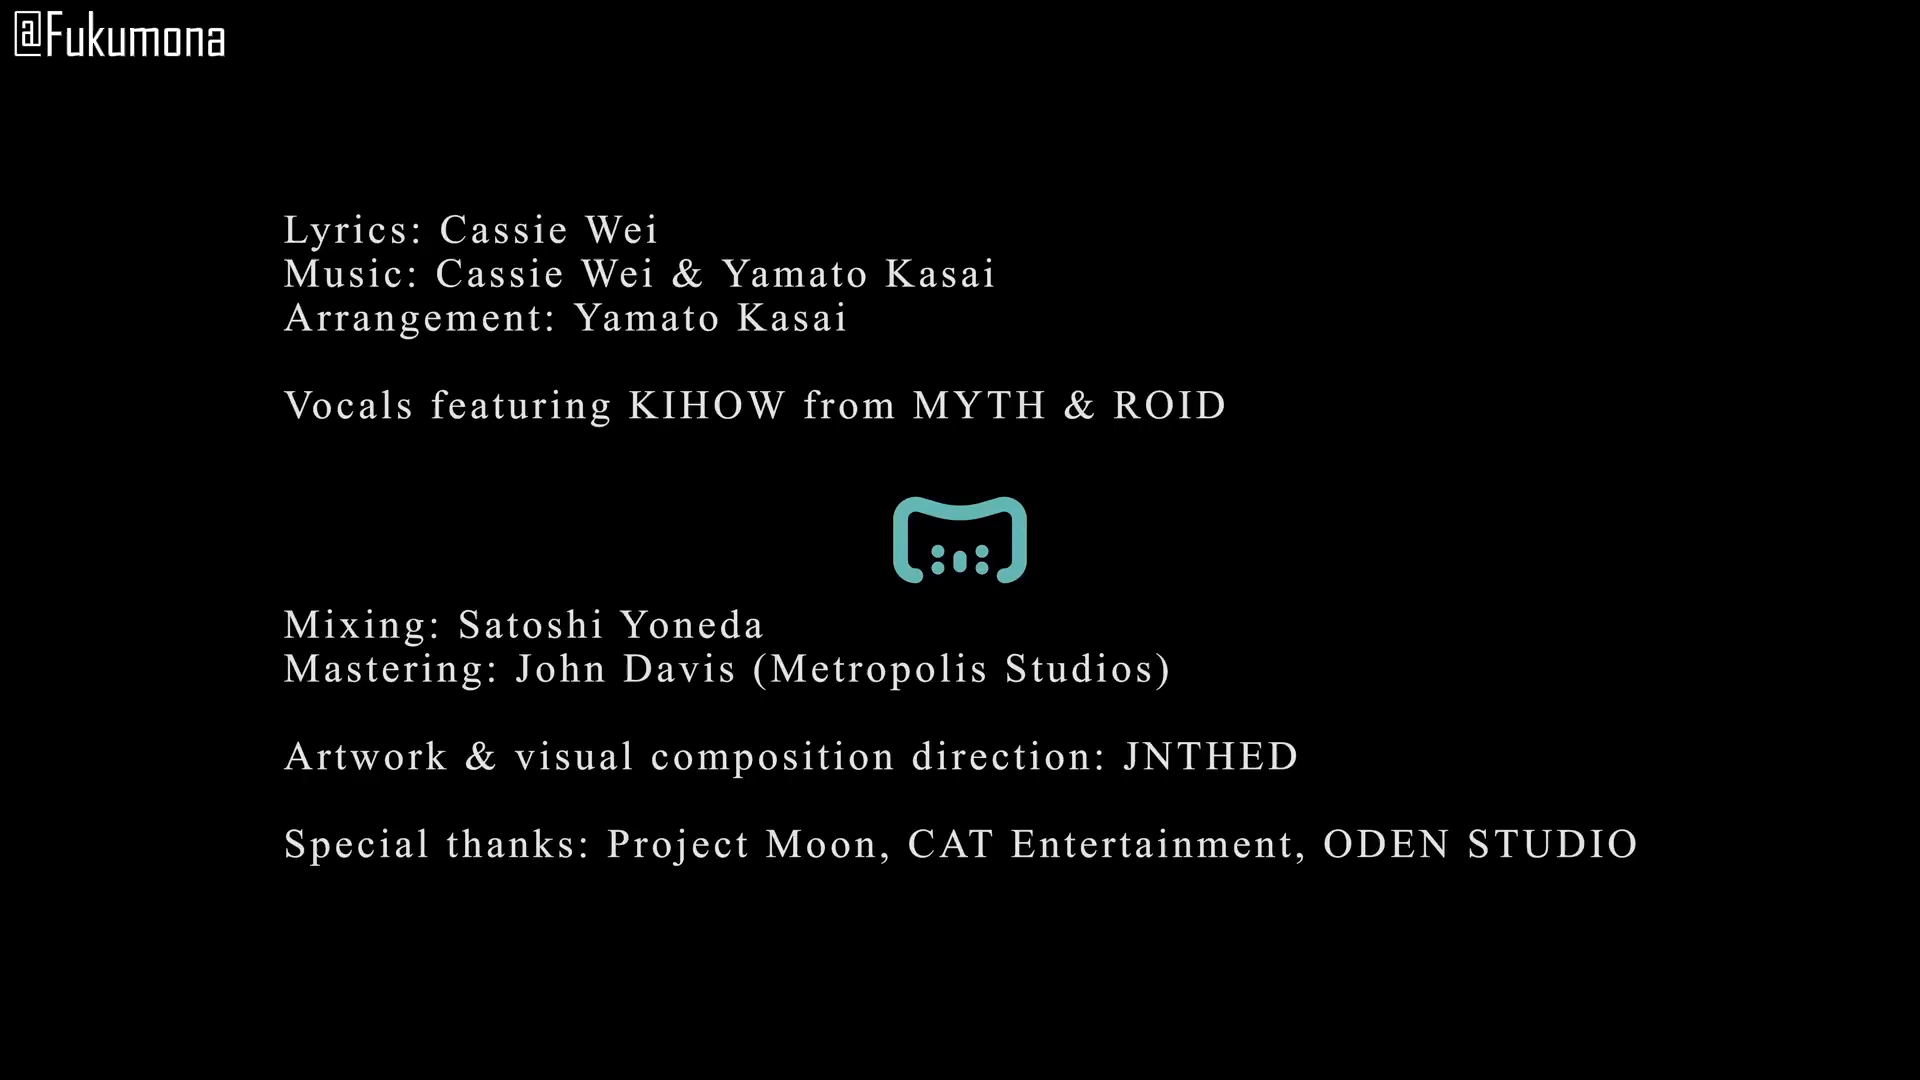 @Fukumona
Lyrics: Cassie Wei
Music: Cassie Wei & Yamato Kasai
Arrangement: Yamato Kasai
Vocals featuring KIHOW from MYTH & ROID
Mixing: Satoshi Yoneda
Mastering: John Davis (Metropolis Studios)
Artwork & visual composition direction: JNTHED
Special thanks: Project Moon, CAT Entertainment, ODEN STUDIO